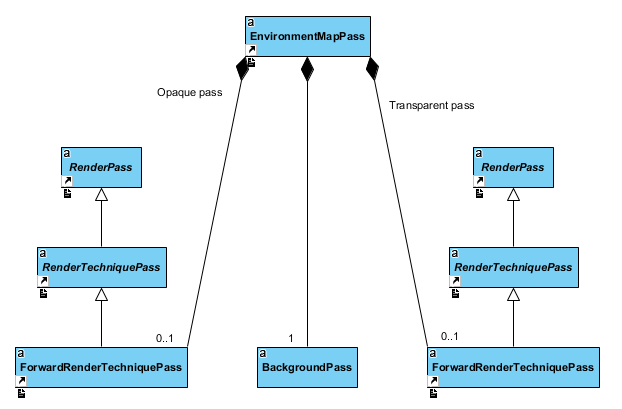 a
EnvironmentMapPass
Opaque pass
Transparent pass
a
RenderPass
a
RenderPass
a
RenderTechniquePass
a
RenderTechniquePass
0..1
1
0..1
a
ForwardRenderTechniquePass
a
BackgroundPass
a
ForwardRenderTechniquePass